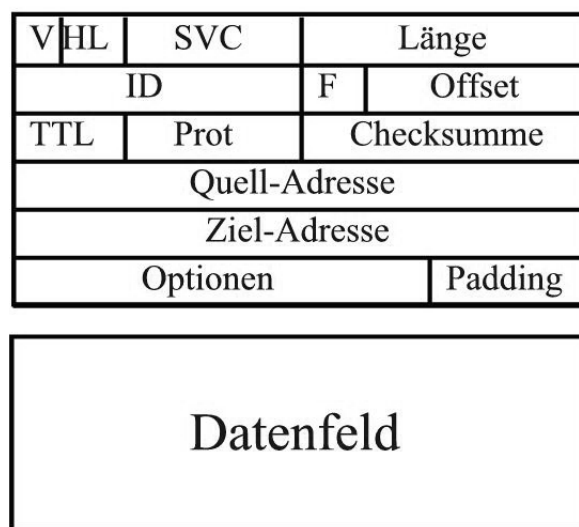 V HL SVC Länge
ID F Offset
TTL Prot Checksumme
Quell-Adresse
Ziel-Adresse
Optionen Padding
Datenfeld